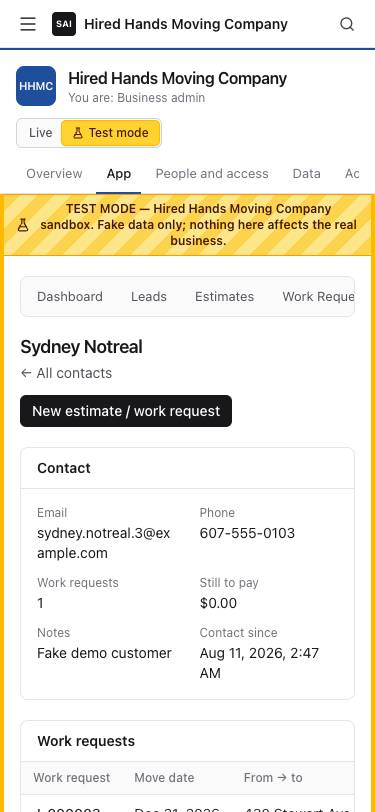 SAI Hired Hands Moving Company
HHMC
Hired Hands Moving Company
You are: Business admin
Live Test mode
Overview App People and access Data Ac
TEST MODE — Hired Hands Moving Company
sandbox. Fake data only; nothing here affects the real
business.
Dashboard Leads Estimates Work Reque
Sydney Notreal
← All contacts
New estimate / work request
Contact
Email Phone
sydney.notreal.3@ex 607-555-0103
ample.com
Work requests Still to pay
1 $0.00
Notes Contact since
Fake demo customer Aug 11, 2026, 2:47
AM
Work requests
Work request Move date From → to